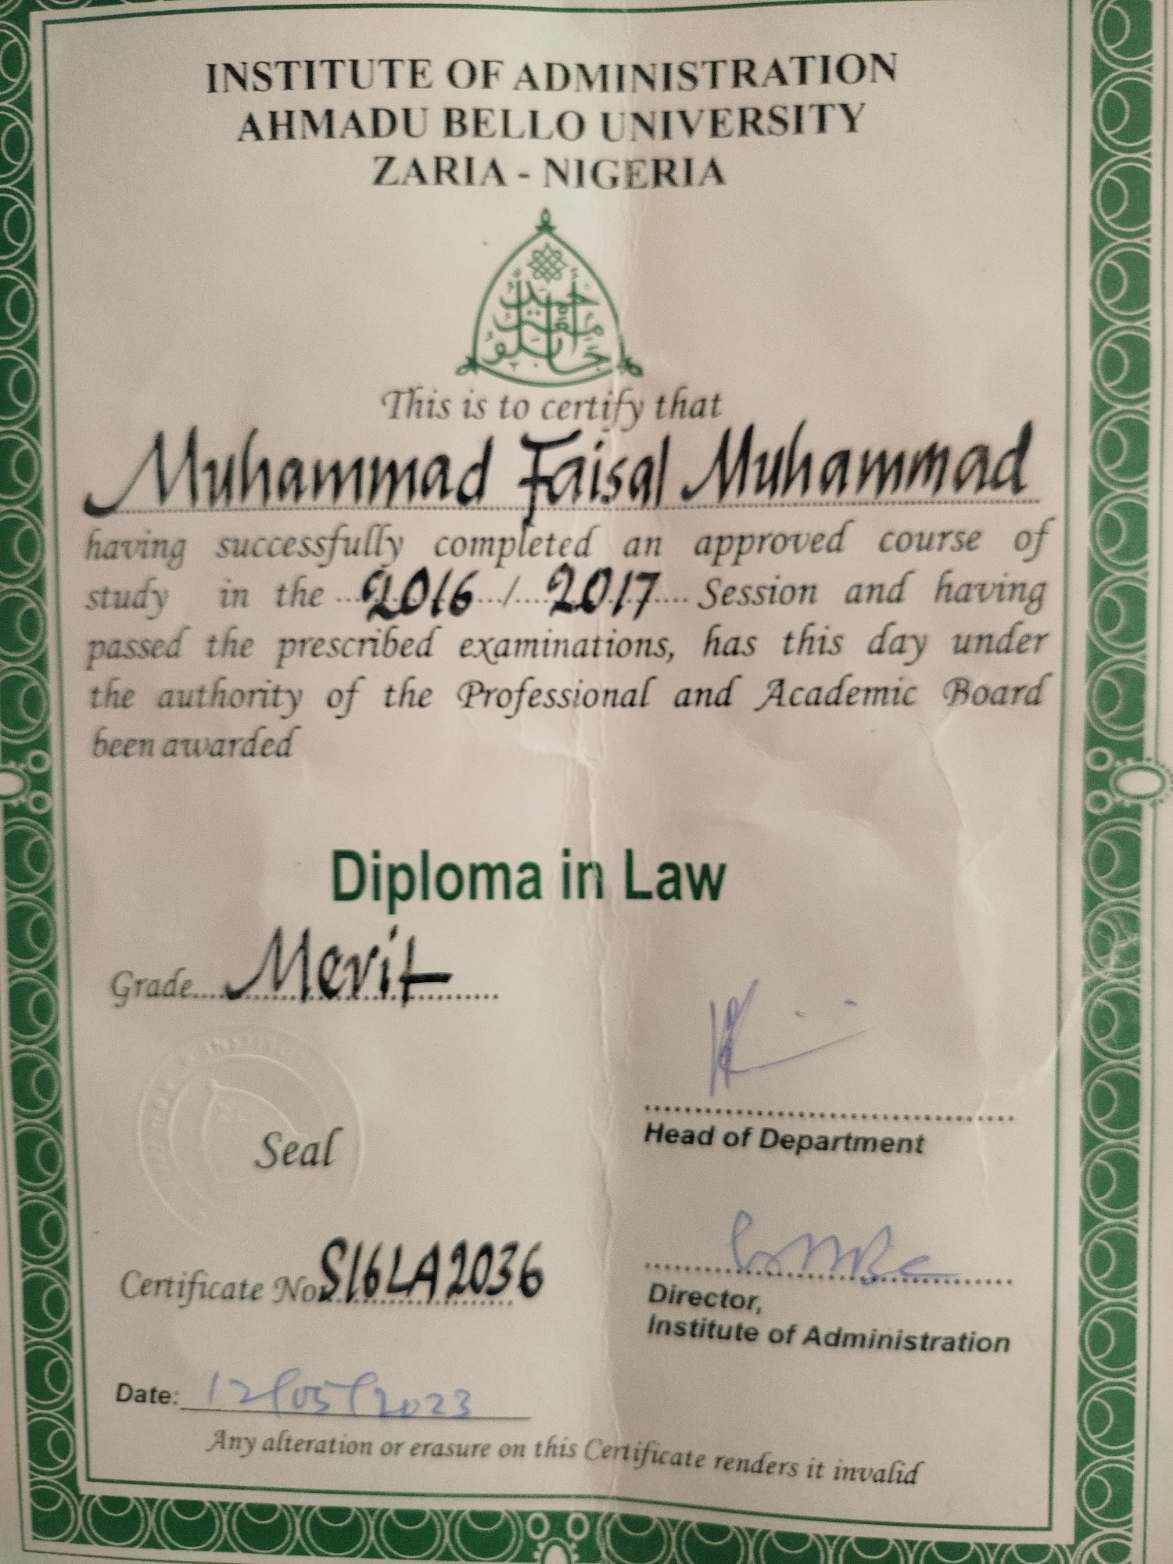 INSTITUTE OF ADMINISTRATION
AHMADU BELLO UNIVERSITY
ZARIA - NIGERIA
This is to certify that
Muhammad Faisal Muhammad
having successfully completed an approved course of
study in the 2016 / 2017 Session and having
passed the prescribed examinations, has this day under
the authority of the Professional and Academic Board
been awarded
Diploma in Law
Grade Merit
Head of Department
Seal
Certificate No. S16LA2036
Director,
Institute of Administration
Date: 12/05/2023
Any alteration or erasure on this Certificate renders it invalid